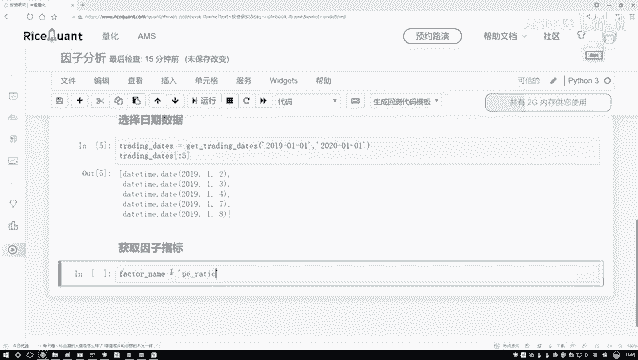 RiceQuant 量化 AMS 预约路演 帮助文档 社区
因子分析 最后检查: 15 分钟前 (未保存改变)
文件 编辑 查看 插入 单元格 服务 Widgets 帮助 可信的 Python 3
运行 代码 生成回测代码模板 共有 2G 内存供您使用
选择日期数据
In [5]: trading_dates = get_trading_dates('2019-01-01','2020-01-01')
trading_dates[:5]
Out[5]: [datetime.date(2019, 1, 2),
datetime.date(2019, 1, 3),
datetime.date(2019, 1, 4),
datetime.date(2019, 1, 7),
datetime.date(2019, 1, 8)]
获取因子指标
In [ ]: factor_name = 'pe_ratio